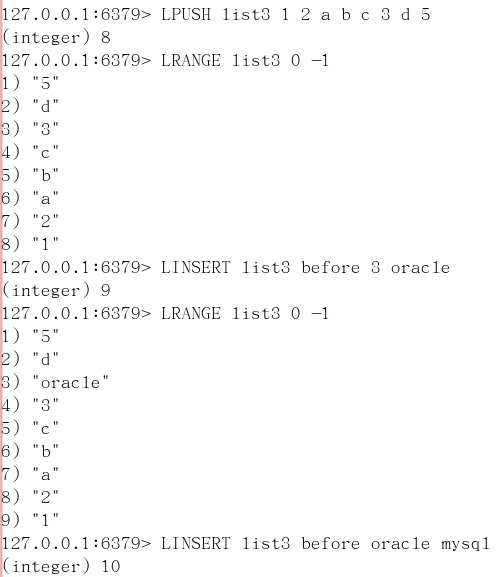 127.0.0.1:6379> LPUSH list3 1 2 a b c 3 d 5
(integer) 8
127.0.0.1:6379> LRANGE list3 0 -1
1) "5"
2) "d"
3) "3"
4) "c"
5) "b"
6) "a"
7) "2"
8) "1"
127.0.0.1:6379> LINSERT list3 before 3 oracle
(integer) 9
127.0.0.1:6379> LRANGE list3 0 -1
1) "5"
2) "d"
3) "oracle"
4) "3"
5) "c"
6) "b"
7) "a"
8) "2"
9) "1"
127.0.0.1:6379> LINSERT list3 before oracle mysql
(integer) 10